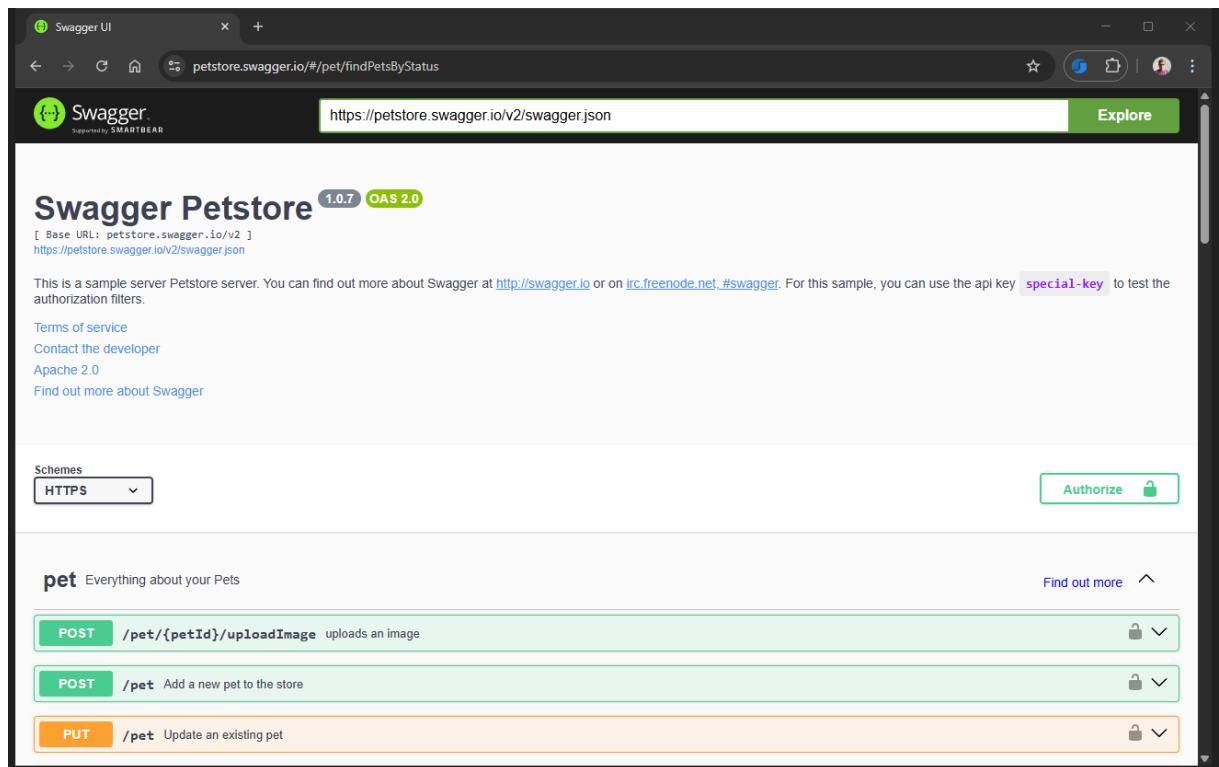 Swagger UI
petstore.swagger.io/#/pet/findPetsByStatus
Swagger.
Supported by SMARTBEAR
https://petstore.swagger.io/v2/swagger.json
Explore
Swagger Petstore 1.0.7 OAS 2.0
[ Base URL: petstore.swagger.io/v2 ]
https://petstore.swagger.io/v2/swagger.json
This is a sample server Petstore server. You can find out more about Swagger at http://swagger.io or on irc.freenode.net, #swagger. For this sample, you can use the api key special-key to test the
authorization filters.
Terms of service
Contact the developer
Apache 2.0
Find out more about Swagger
Schemes
HTTPS
Authorize
pet Everything about your Pets
Find out more
POST /pet/{petId}/uploadImage uploads an image
POST /pet Add a new pet to the store
PUT /pet Update an existing pet